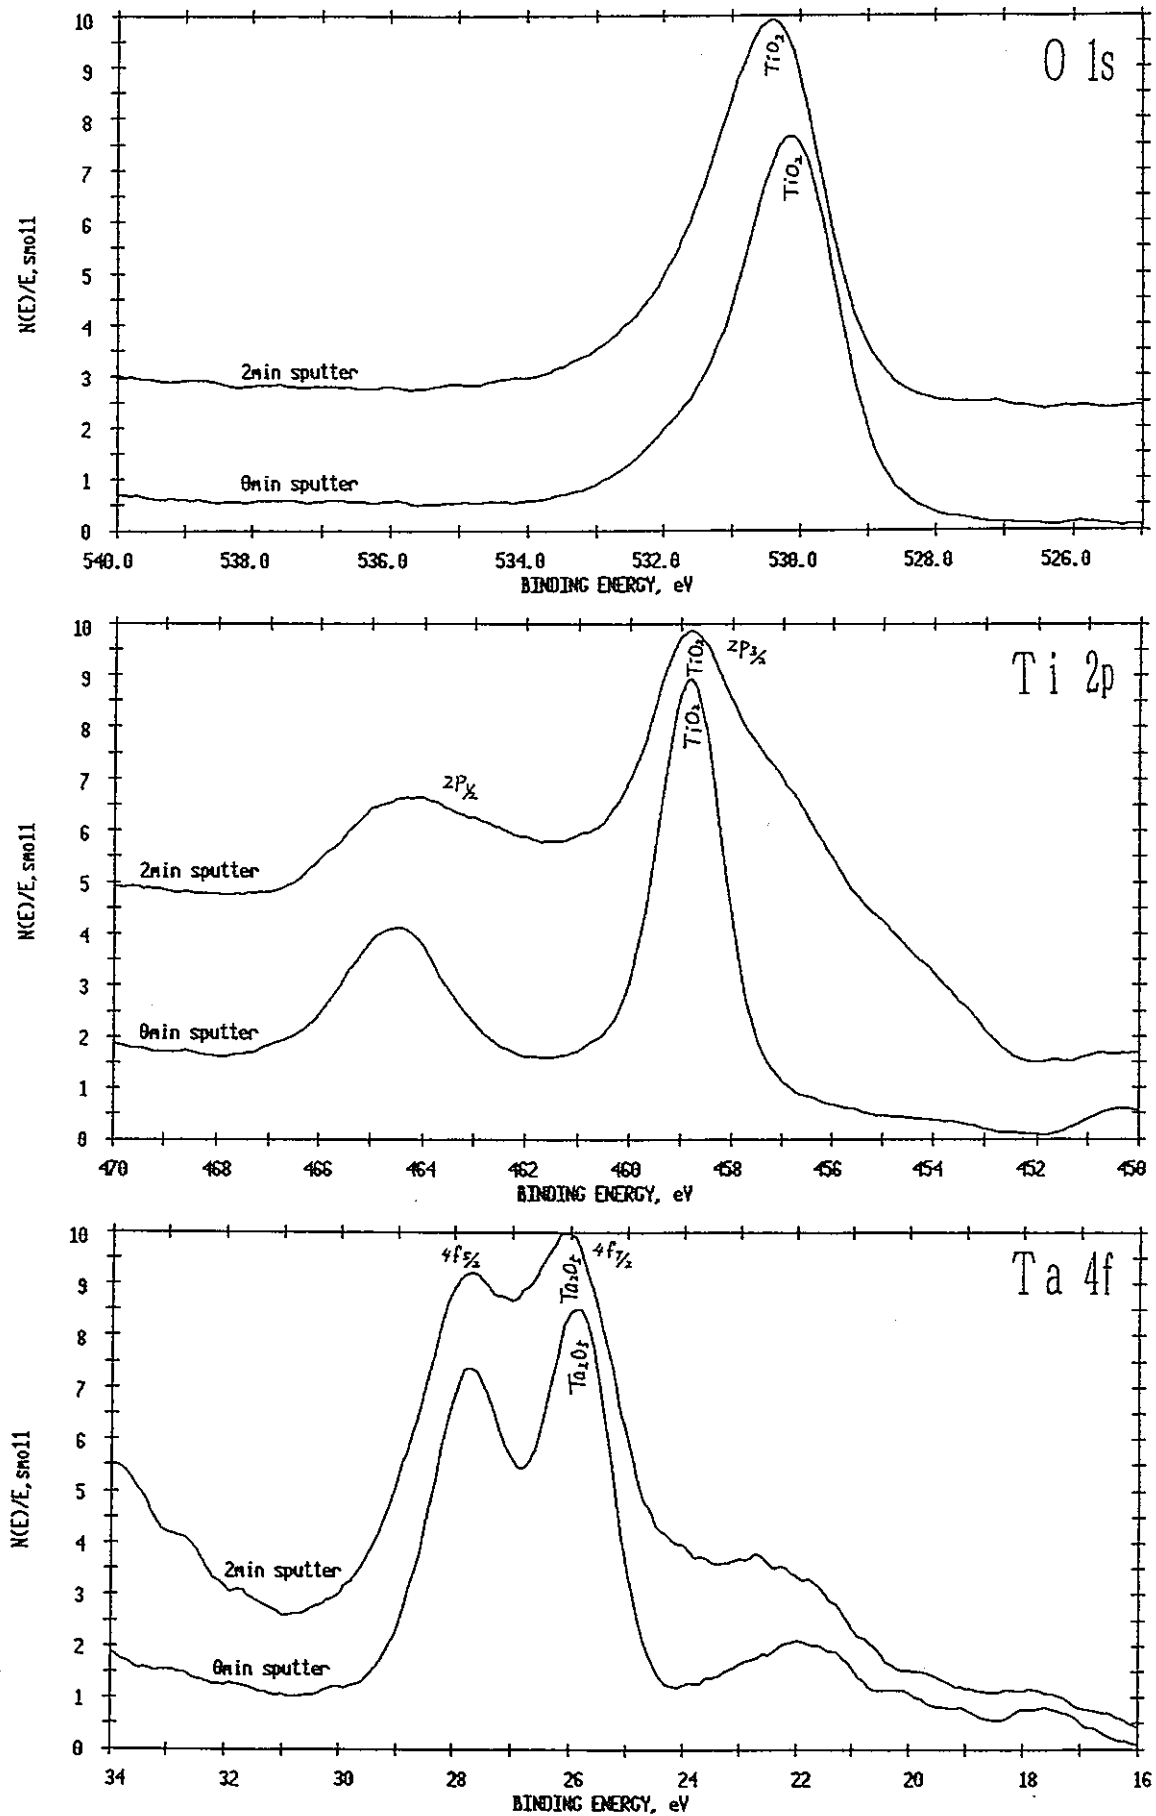 O 1s
10
9
8
7
6
5
4
3
2
1
0
N(E)/E, smo11
TiO₂
TiO₂
2min sputter
0min sputter
540.0 538.0 536.0 534.0 532.0 530.0 528.0 526.0
BINDING ENERGY, eV
Ti 2p
10
9
8
7
6
5
4
3
2
1
0
N(E)/E, smo11
TiO₂
2P3/2
TiO₂
2P1/2
2min sputter
0min sputter
470 468 466 464 462 460 458 456 454 452 450
BINDING ENERGY, eV
Ta 4f
10
9
8
7
6
5
4
3
2
1
0
N(E)/E, smo11
4f5/2
4f7/2
Ta₂O₅
Ta₂O₅
2min sputter
0min sputter
34 32 30 28 26 24 22 20 18 16
BINDING ENERGY, eV